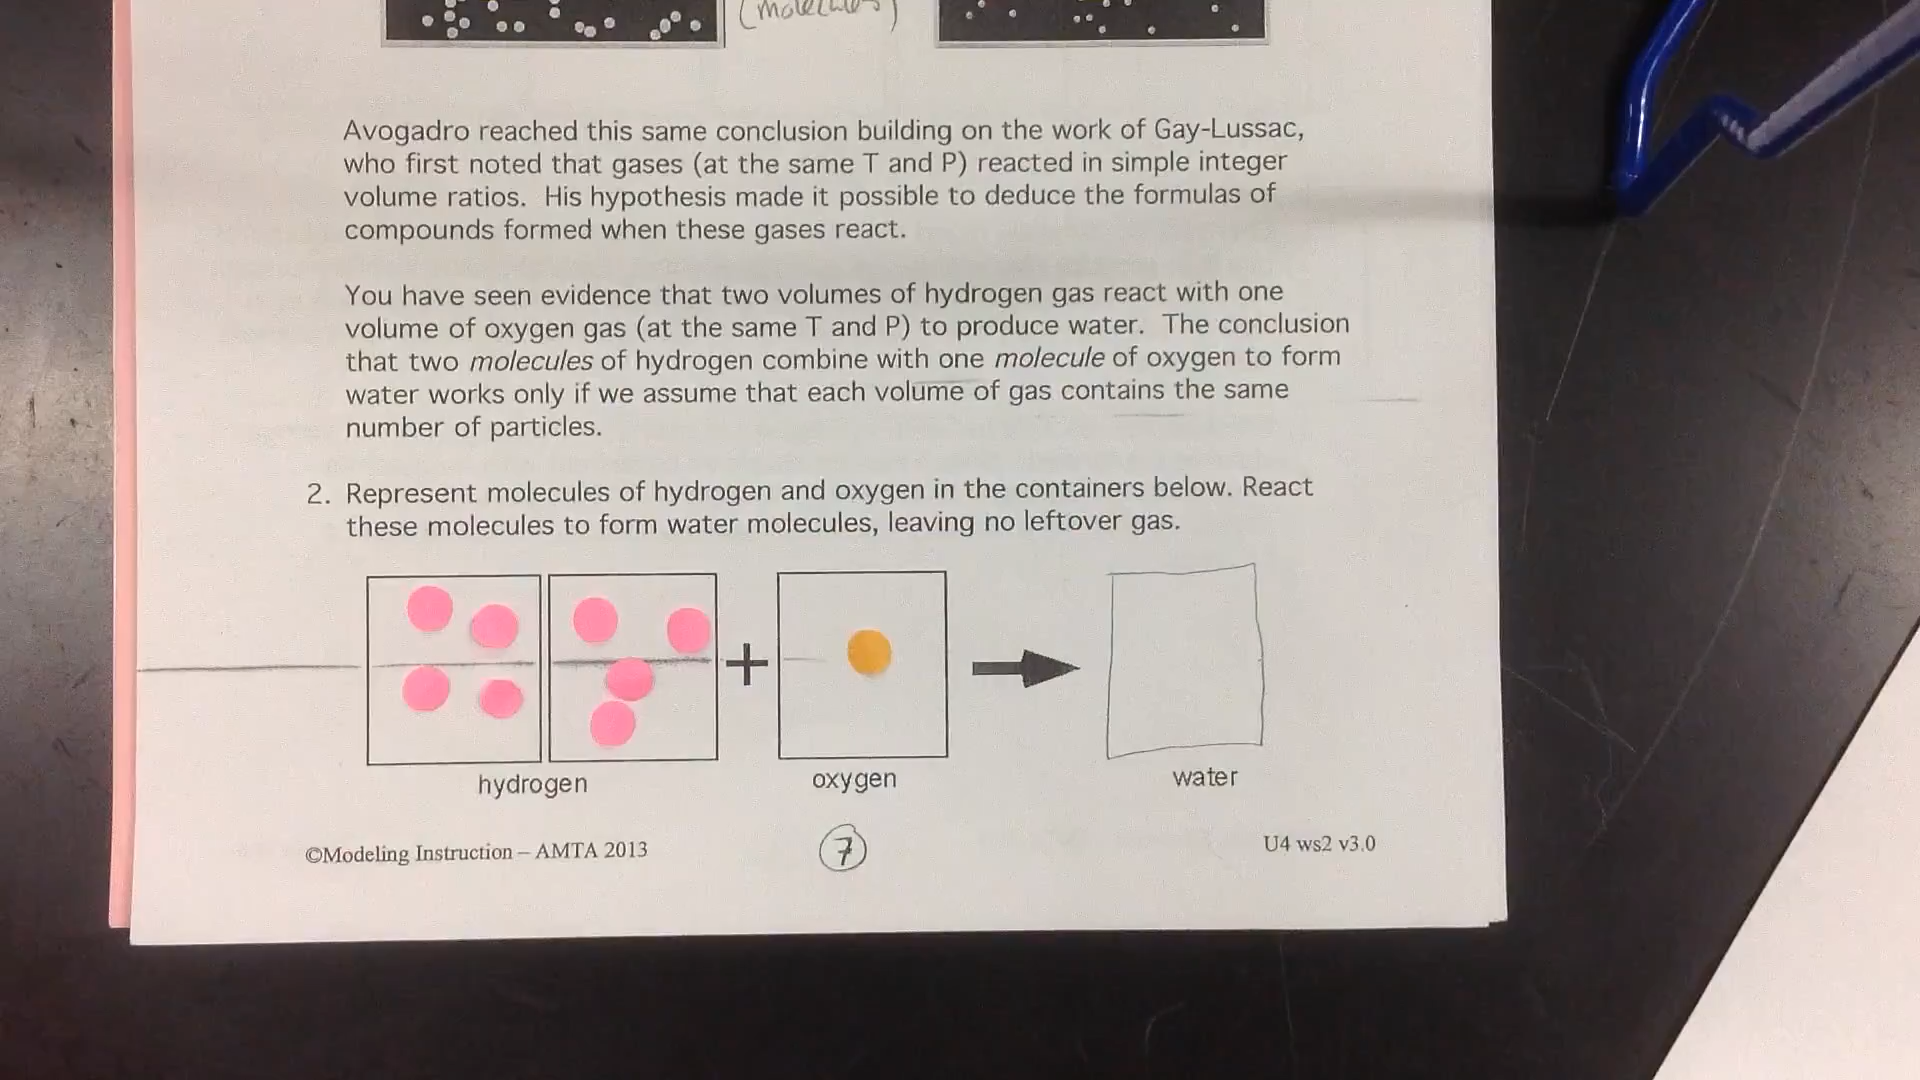 (molecules)
Avogadro reached this same conclusion building on the work of Gay-Lussac,
who first noted that gases (at the same T and P) reacted in simple integer
volume ratios. His hypothesis made it possible to deduce the formulas of
compounds formed when these gases react.
You have seen evidence that two volumes of hydrogen gas react with one
volume of oxygen gas (at the same T and P) to produce water. The conclusion
that two molecules of hydrogen combine with one molecule of oxygen to form
water works only if we assume that each volume of gas contains the same
number of particles.
2. Represent molecules of hydrogen and oxygen in the containers below. React
these molecules to form water molecules, leaving no leftover gas.
+
hydrogen
oxygen
water
©Modeling Instruction – AMTA 2013
7
U4 ws2 v3.0